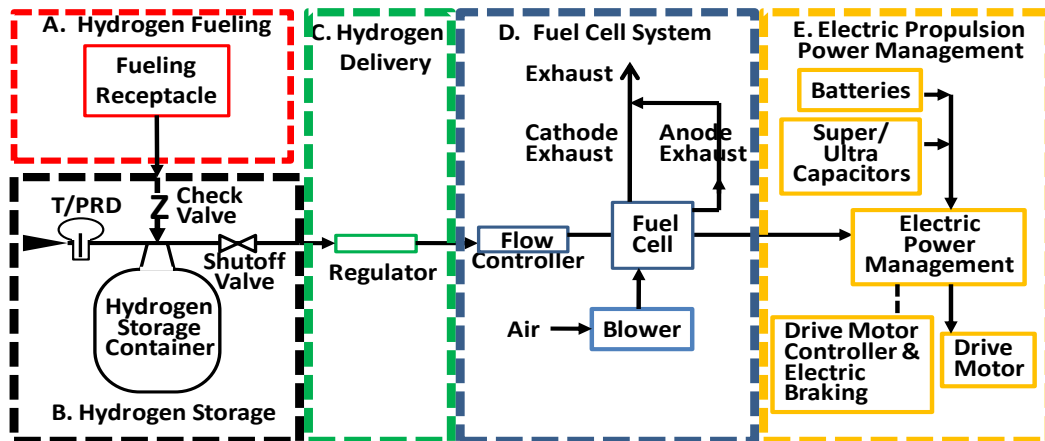 A. Hydrogen Fueling
Fueling
Receptacle
T/PRD
Check
Valve
Shutoff
Valve
Hydrogen
Storage
Container
B. Hydrogen Storage
C. Hydrogen
Delivery
Regulator
D. Fuel Cell System
Exhaust
Cathode
Exhaust
Anode
Exhaust
Flow
Controller
Fuel
Cell
Air
Blower
E. Electric Propulsion
Power Management
Batteries
Super/
Ultra
Capacitors
Electric
Power
Management
Drive Motor
Controller &
Electric
Braking
Drive
Motor